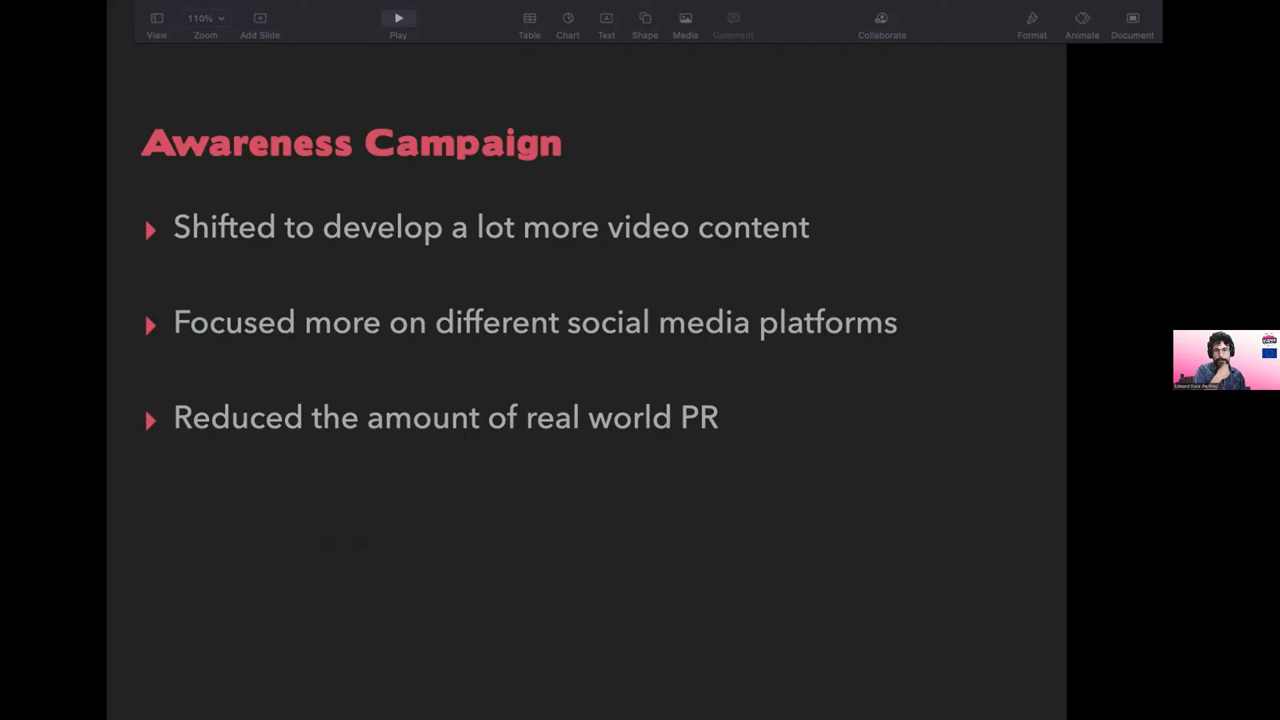 110%
View
Zoom
Add Slide
Play
Table
Chart
Text
Shape
Media
Comment
Collaborate
Format
Animate
Document
Awareness Campaign
Shifted to develop a lot more video content
Focused more on different social media platforms
Reduced the amount of real world PR